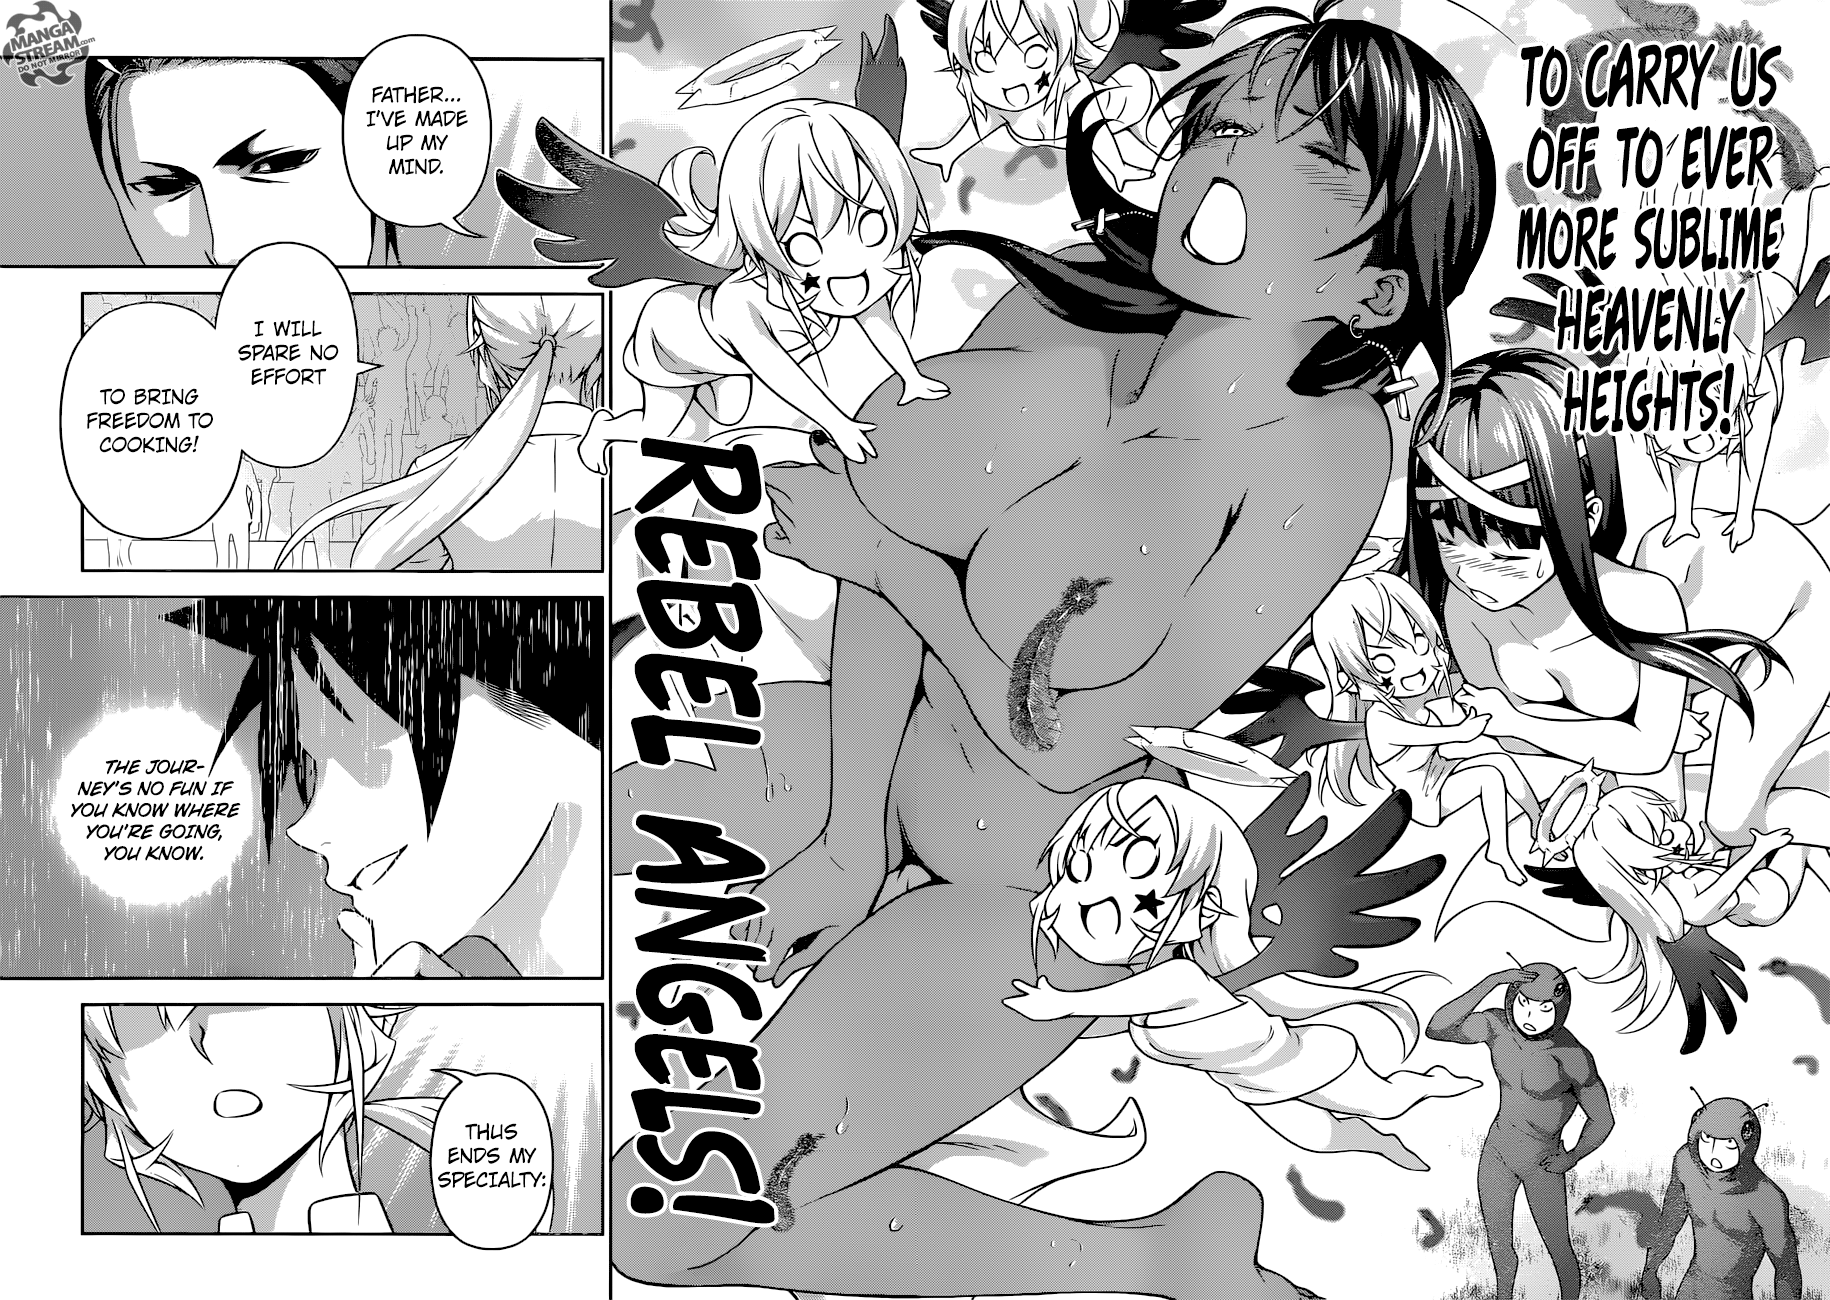 TO CARRY US
OFF TO EVER
MORE SUBLIME
HEAVENLY
HEIGHTS!
REBEL ANGELS!
FATHER...
I'VE MADE
UP MY
MIND.
I WILL
SPARE NO
EFFORT
TO BRING
FREEDOM TO
COOKING!
THE JOUR-
NEY'S NO FUN IF
YOU KNOW WHERE
YOU'RE GOING,
YOU KNOW.
THUS
ENDS MY
SPECIALTY:
MANGA
STREAM.com
DO NOT MIRROR